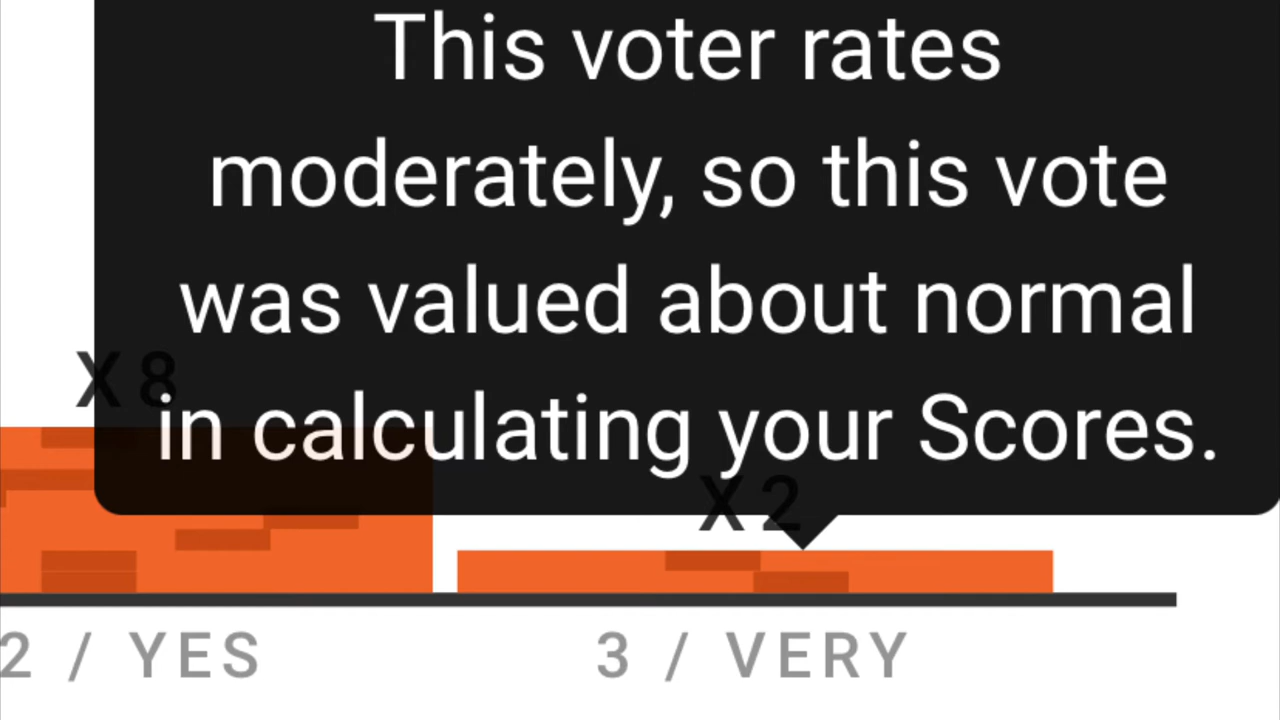 This voter rates
moderately, so this vote
was valued about normal
in calculating your Scores.
X 8
X 2
2 / YES
3 / VERY